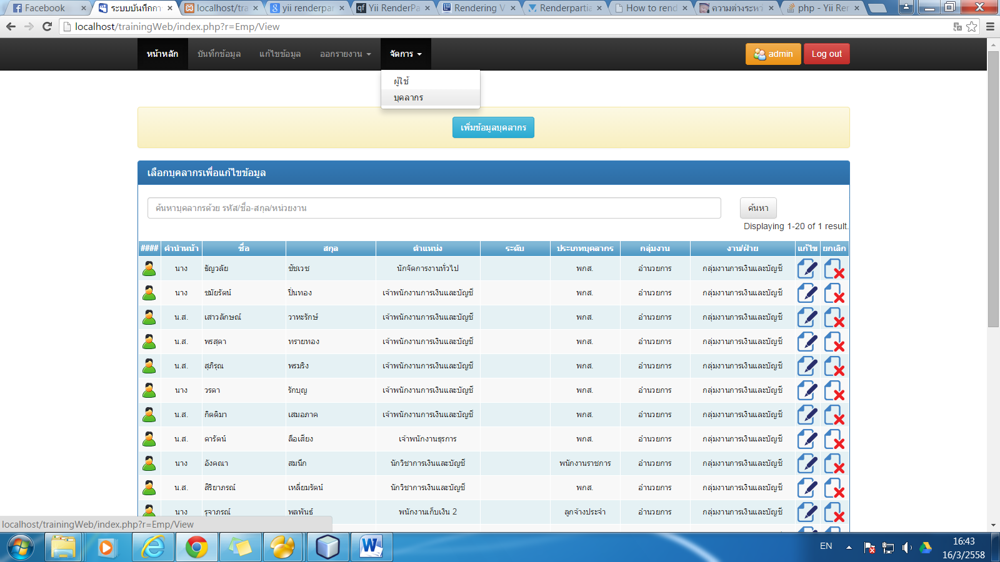 Facebook
ระบบบันทึกกา
localhost/tra
yii renderpar
Yii RenderPa
Rendering V
Renderpartia
How to rend
ความต่างระหว่
php - Yii Ren
localhost/trainingWeb/index.php?r=Emp/View
หน้าหลัก บันทึกข้อมูล แก้ไขข้อมูล ออกรายงาน จัดการ admin Log out
ผู้ใช้
บุคลากร
เพิ่มข้อมูลบุคลากร
เลือกบุคลากรเพื่อแก้ไขข้อมูล
ค้นหาบุคลากรด้วย รหัส/ชื่อ-สกุล/หน่วยงาน ค้นหา
Displaying 1-20 of 1 result.
#### คำนำหน้า ชื่อ สกุล ตำแหน่ง ระดับ ประเภทบุคลากร กลุ่มงาน งาน/ฝ่าย แก้ไข ยกเลิก
นาง ธัญวลัย ชัชเวช นักจัดการงานทั่วไป พกส. อำนวยการ กลุ่มงานการเงินและบัญชี
นาง ชมัยรัตน์ ปิ่นทอง เจ้าพนักงานการเงินและบัญชี พกส. อำนวยการ กลุ่มงานการเงินและบัญชี
น.ส. เสาวลักษณ์ วาหะรักษ์ เจ้าพนักงานการเงินและบัญชี พกส. อำนวยการ กลุ่มงานการเงินและบัญชี
น.ส. พรสุดา ทรายทอง เจ้าพนักงานการเงินและบัญชี พกส. อำนวยการ กลุ่มงานการเงินและบัญชี
น.ส. สุภิรุณ พรมริง เจ้าพนักงานการเงินและบัญชี พกส. อำนวยการ กลุ่มงานการเงินและบัญชี
นาง วรดา รักบุญ เจ้าพนักงานการเงินและบัญชี พกส. อำนวยการ กลุ่มงานการเงินและบัญชี
น.ส. กิตติมา เสมอภาค เจ้าพนักงานการเงินและบัญชี พกส. อำนวยการ กลุ่มงานการเงินและบัญชี
น.ส. ดารัตน์ ลือเสียง เจ้าพนักงานธุรการ พกส. อำนวยการ กลุ่มงานการเงินและบัญชี
นาง อังคณา สมนึก นักวิชาการเงินและบัญชี พนักงานราชการ อำนวยการ กลุ่มงานการเงินและบัญชี
น.ส. สิริยาภรณ์ เหลี่ยมรัตน์ นักวิชาการเงินและบัญชี พกส. อำนวยการ กลุ่มงานการเงินและบัญชี
นาง รุจาภรณ์ พลพันธ์ พนักงานเก็บเงิน 2 ลูกจ้างประจำ อำนวยการ กลุ่มงานการเงินและบัญชี
localhost/trainingWeb/index.php?r=Emp/View
EN 16:43
16/3/2558